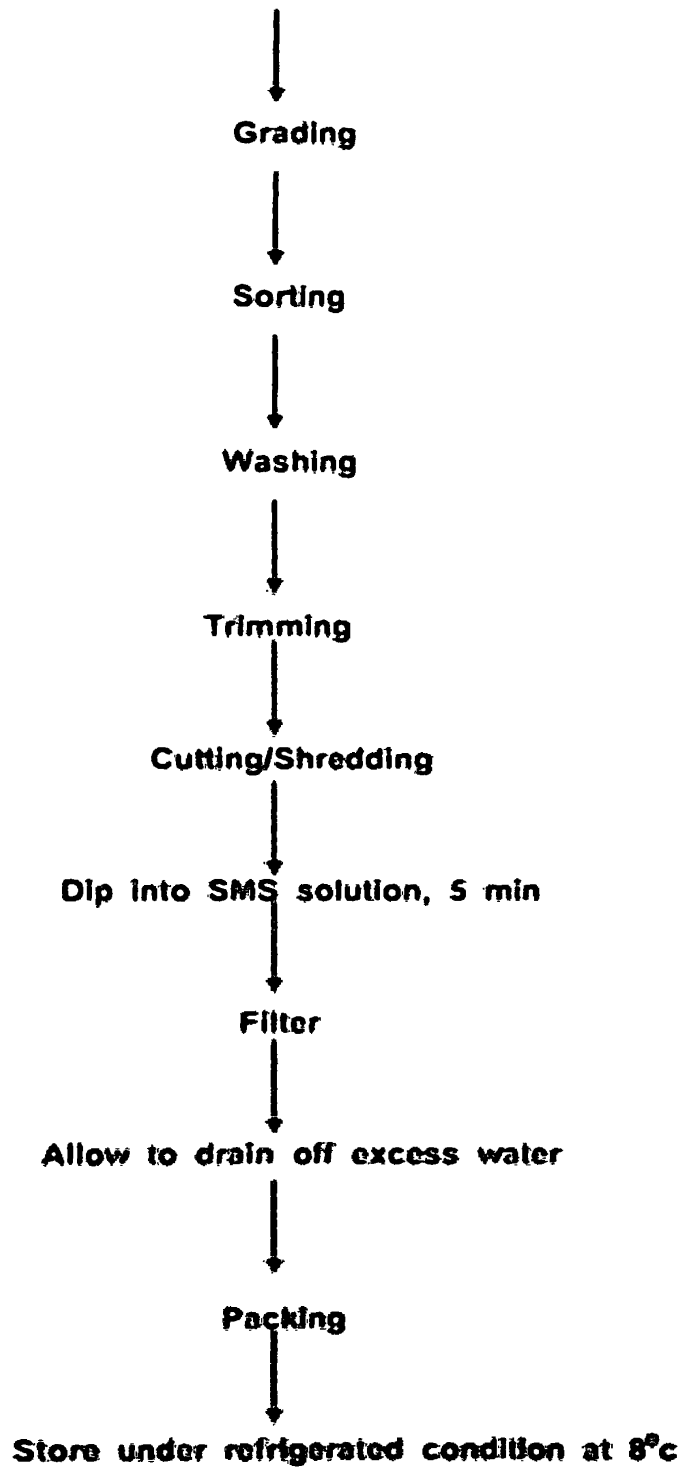 Grading
Sorting
Washing
Trimming
Cutting/Shredding
Dip into SMS solution, 5 min
Filter
Allow to drain off excess water
Packing
Store under refrigerated condition at 8°c